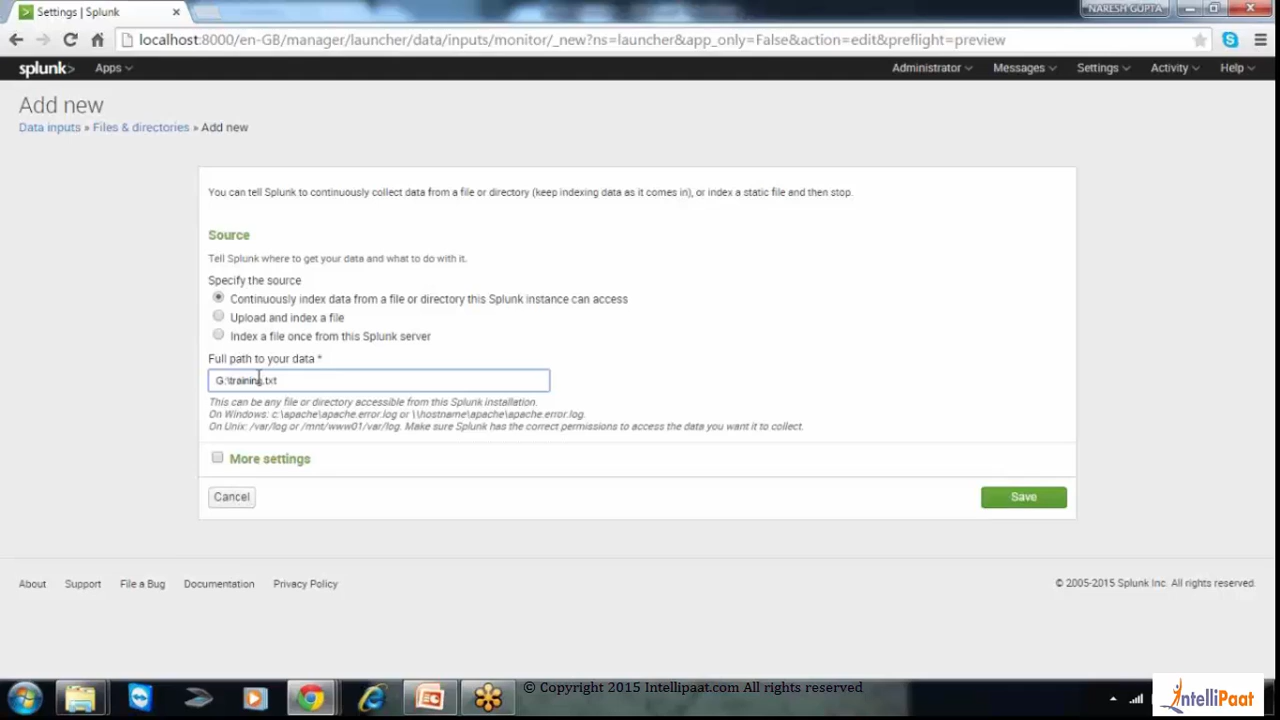 Settings | Splunk
NARESH GUPTA
localhost:8000/en-GB/manager/launcher/data/inputs/monitor/_new?ns=launcher&app_only=False&action=edit&preflight=preview
splunk> Apps Administrator Messages Settings Activity Help
Add new
Data inputs » Files & directories » Add new
You can tell Splunk to continuously collect data from a file or directory (keep indexing data as it comes in), or index a static file and then stop.
Source
Tell Splunk where to get your data and what to do with it.
Specify the source
Continuously index data from a file or directory this Splunk instance can access
Upload and index a file
Index a file once from this Splunk server
Full path to your data *
G:\training.txt
This can be any file or directory accessible from this Splunk installation.
On Windows: c:\apache\apache.error.log or \\hostname\apache\apache.error.log.
On Unix: /var/log or /mnt/www01/var/log. Make sure Splunk has the correct permissions to access the data you want it to collect.
More settings
Cancel Save
About Support File a Bug Documentation Privacy Policy © 2005-2015 Splunk Inc. All rights reserved.
© Copyright 2015 Intellipaat.com All rights reserved
IntelliPaat